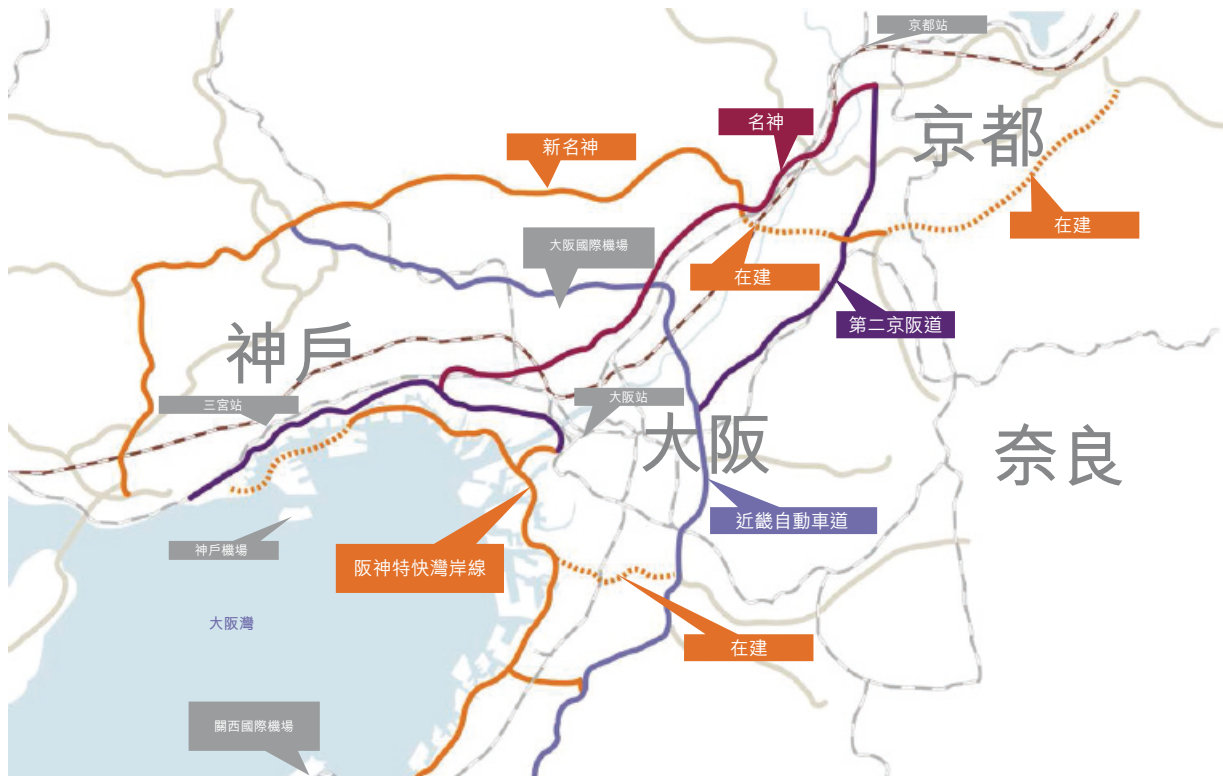 京都站
名神
京都
新名神
在建
大阪國際機場
在建
第二京阪道
神戶
三宮站
大阪站
大阪
奈良
近畿自動車道
神戶機場
阪神特快灣岸線
大阪灣
在建
關西國際機場